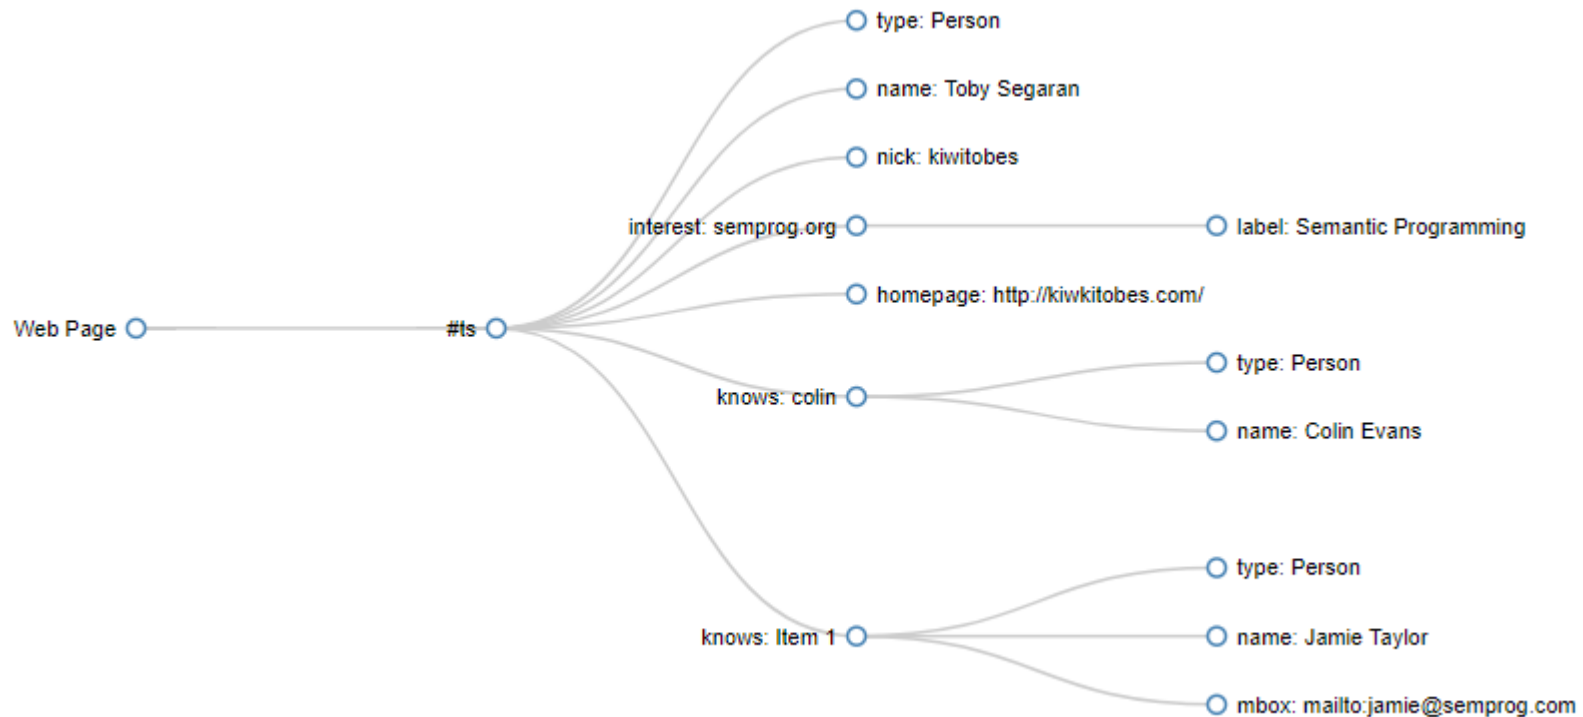 type: Person
name: Toby Segaran
nick: kiwitobes
interest: semprog.org
label: Semantic Programming
homepage: http://kiwkitobes.com/
Web Page
#ts
type: Person
knows: colin
name: Colin Evans
type: Person
knows: Item 1
name: Jamie Taylor
mbox: mailto:jamie@semprog.com